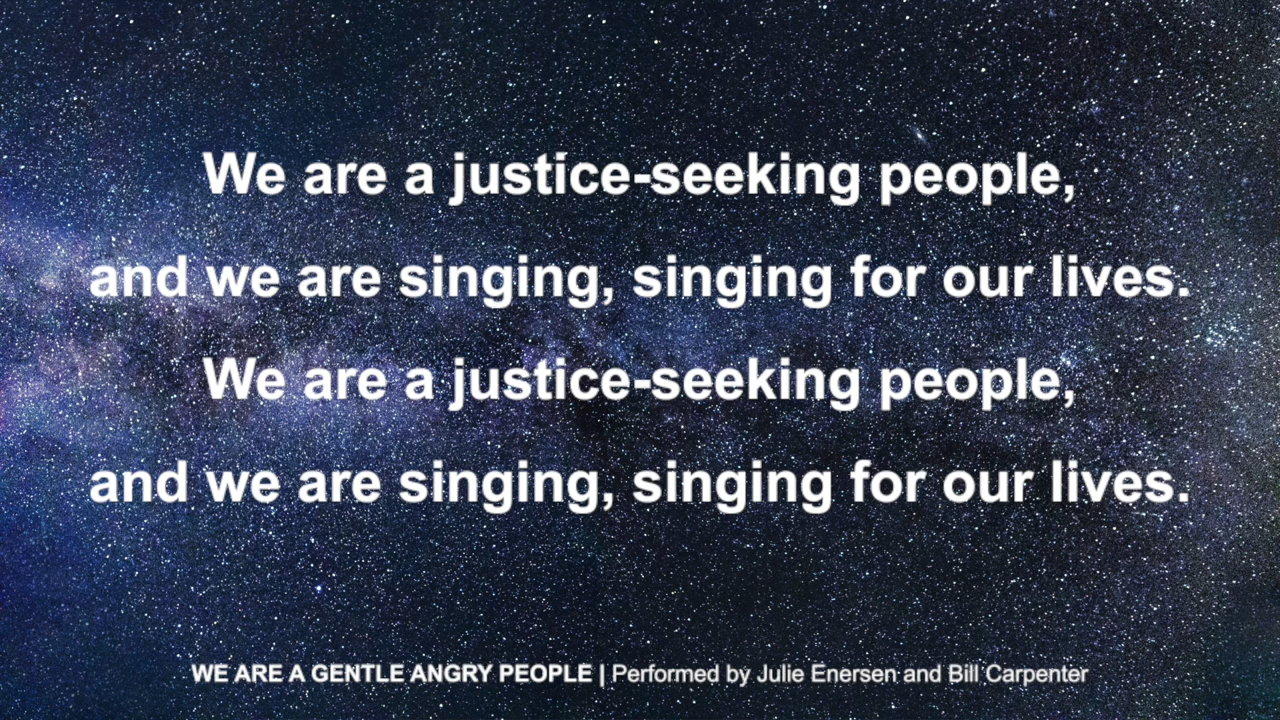 We are a justice-seeking people,
and we are singing, singing for our lives.
We are a justice-seeking people,
and we are singing, singing for our lives.
WE ARE A GENTLE ANGRY PEOPLE | Performed by Julie Enersen and Bill Carpenter